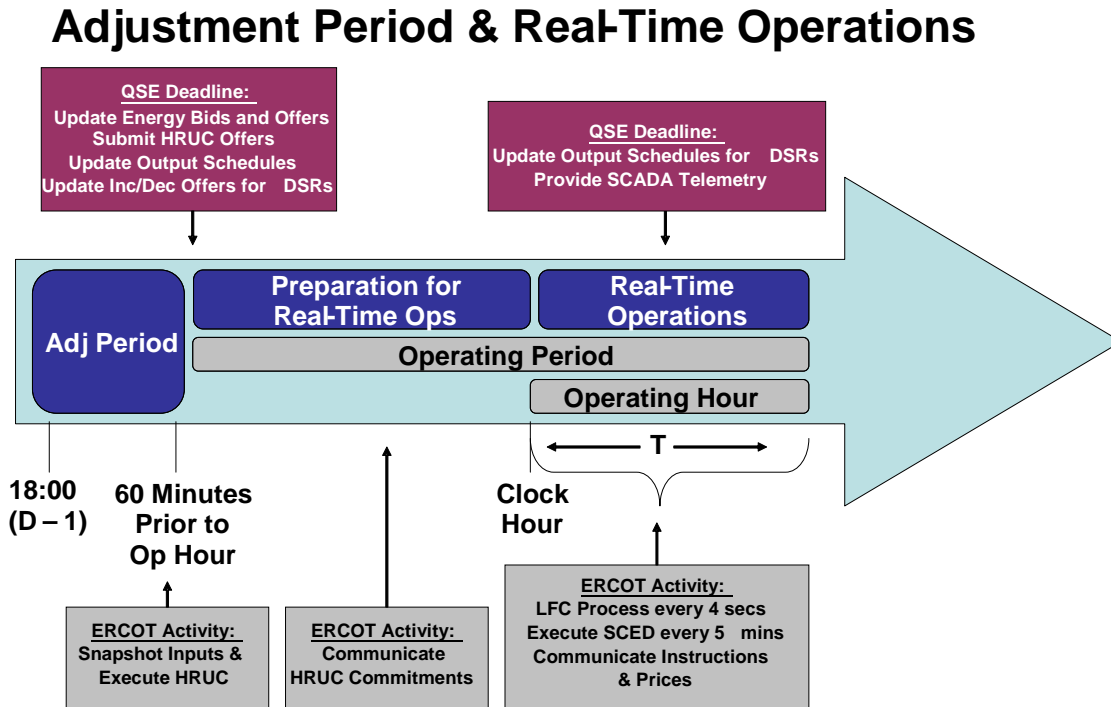 Adjustment Period & Real-Time Operations
QSE Deadline:
Update Energy Bids and Offers
Submit HRUC Offers
Update Output Schedules
Update Inc/Dec Offers for DSRs
QSE Deadline:
Update Output Schedules for DSRs
Provide SCADA Telemetry
Adj Period
Preparation for
Real-Time Ops
Real-Time
Operations
Operating Period
Operating Hour
T
18:00
(D – 1)
60 Minutes
Prior to
Op Hour
Clock
Hour
ERCOT Activity:
Snapshot Inputs &
Execute HRUC
ERCOT Activity:
Communicate
HRUC Commitments
ERCOT Activity:
LFC Process every 4 secs
Execute SCED every 5 mins
Communicate Instructions
& Prices